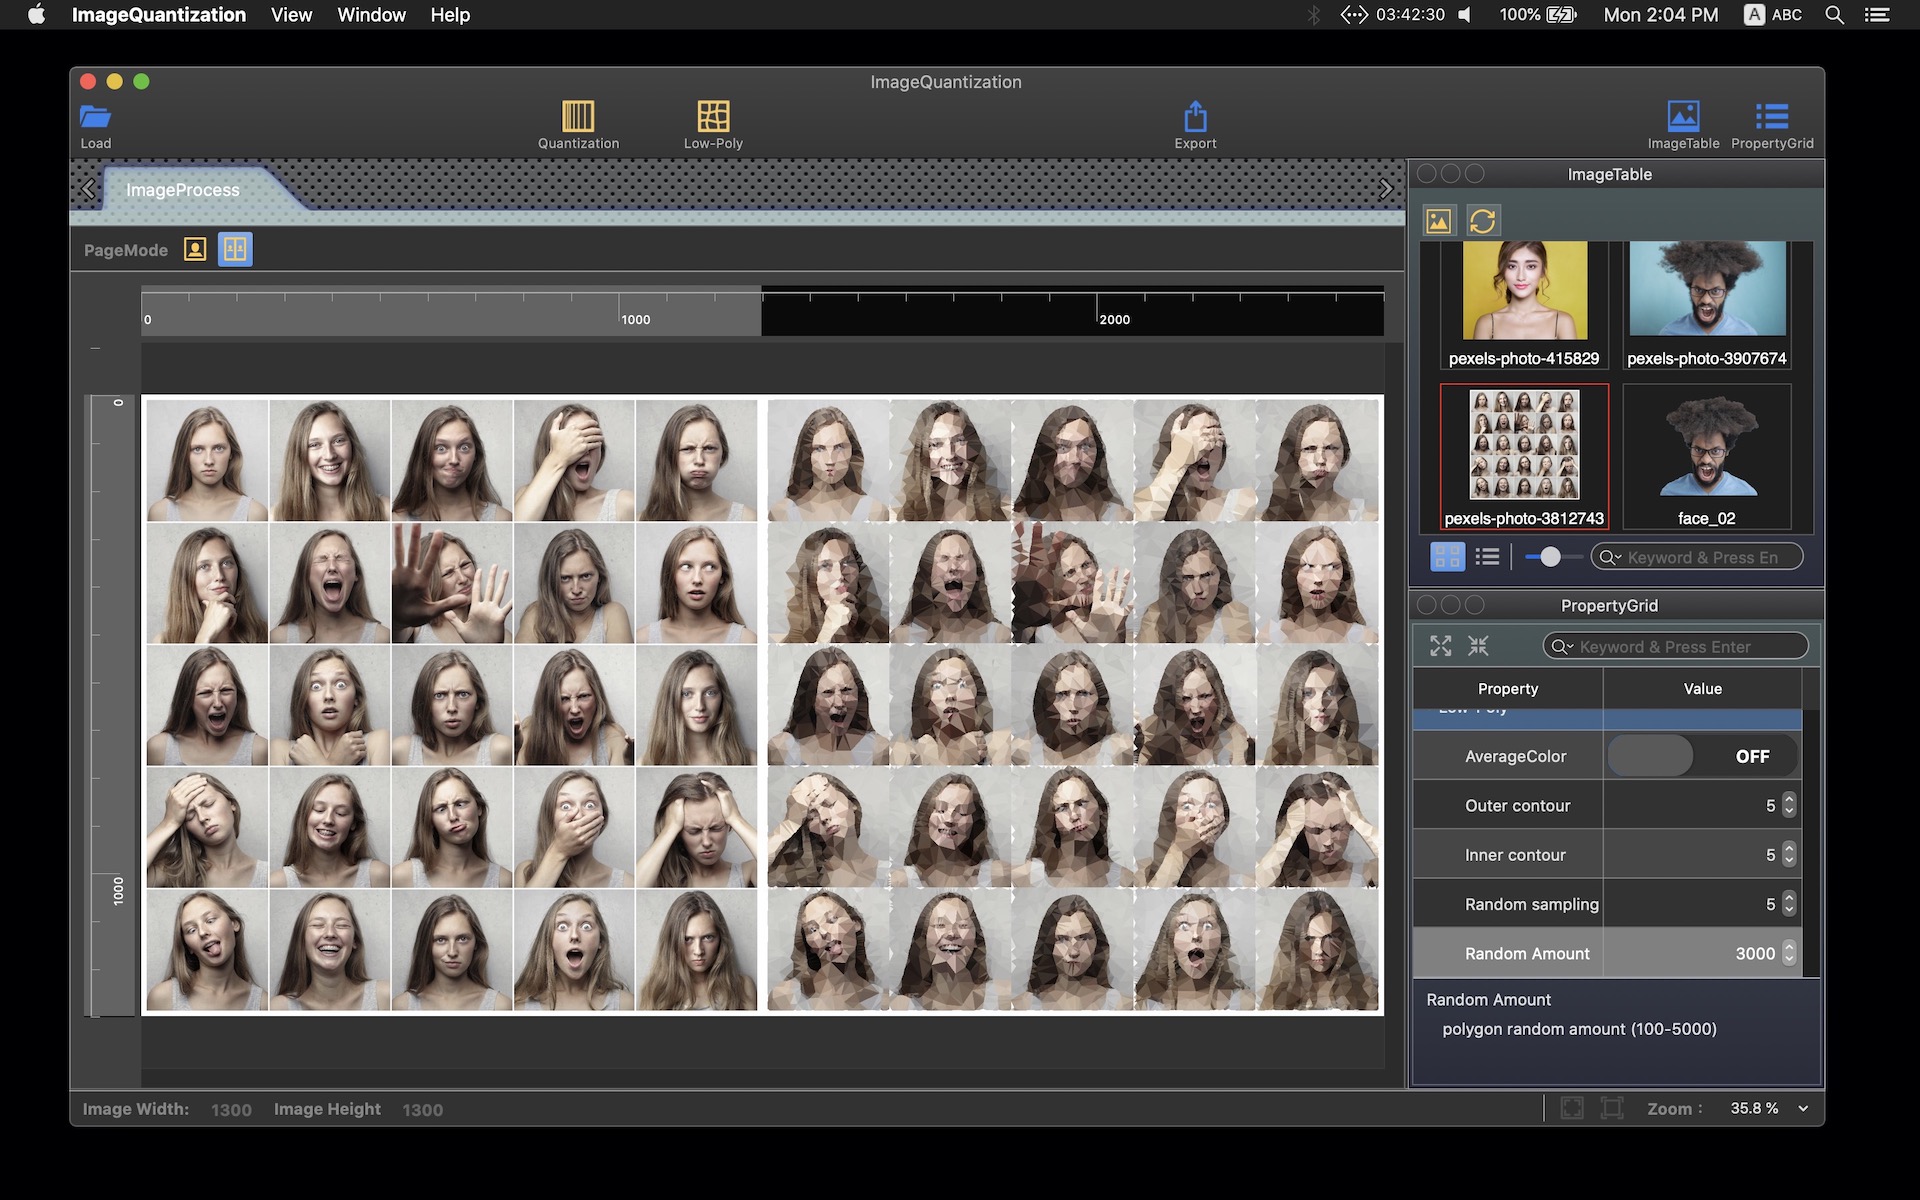 ImageQuantization View Window Help 03:42:30 100% Mon 2:04 PM A ABC
ImageQuantization
Load Quantization Low-Poly Export ImageTable PropertyGrid
ImageProcess
ImageTable
PageMode
0 1000 2000
0
1000
pexels-photo-415829 pexels-photo-3907674
pexels-photo-3812743 face_02
Keyword & Press En
PropertyGrid
Keyword & Press Enter
Property Value
Low-Poly
AverageColor OFF
Outer contour 5
Inner contour 5
Random sampling 5
Random Amount 3000
Random Amount
polygon random amount (100-5000)
Image Width: 1300 Image Height 1300 Zoom : 35.8 %